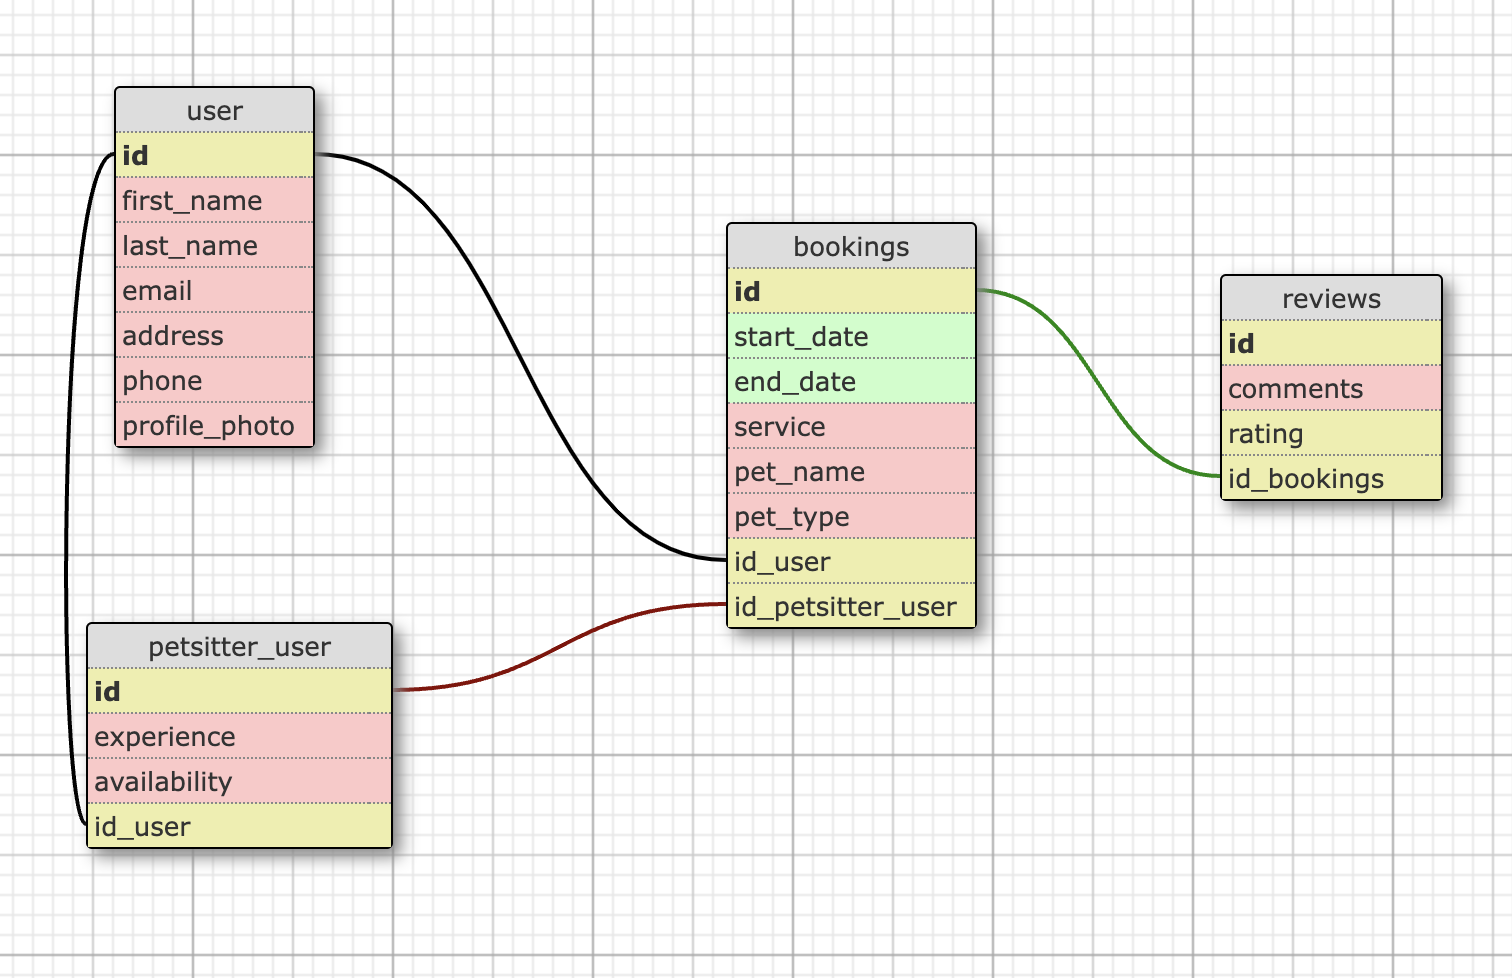 user
id
first_name
last_name
email
address
phone
profile_photo
bookings
id
start_date
end_date
service
pet_name
pet_type
id_user
id_petsitter_user
reviews
id
comments
rating
id_bookings
petsitter_user
id
experience
availability
id_user